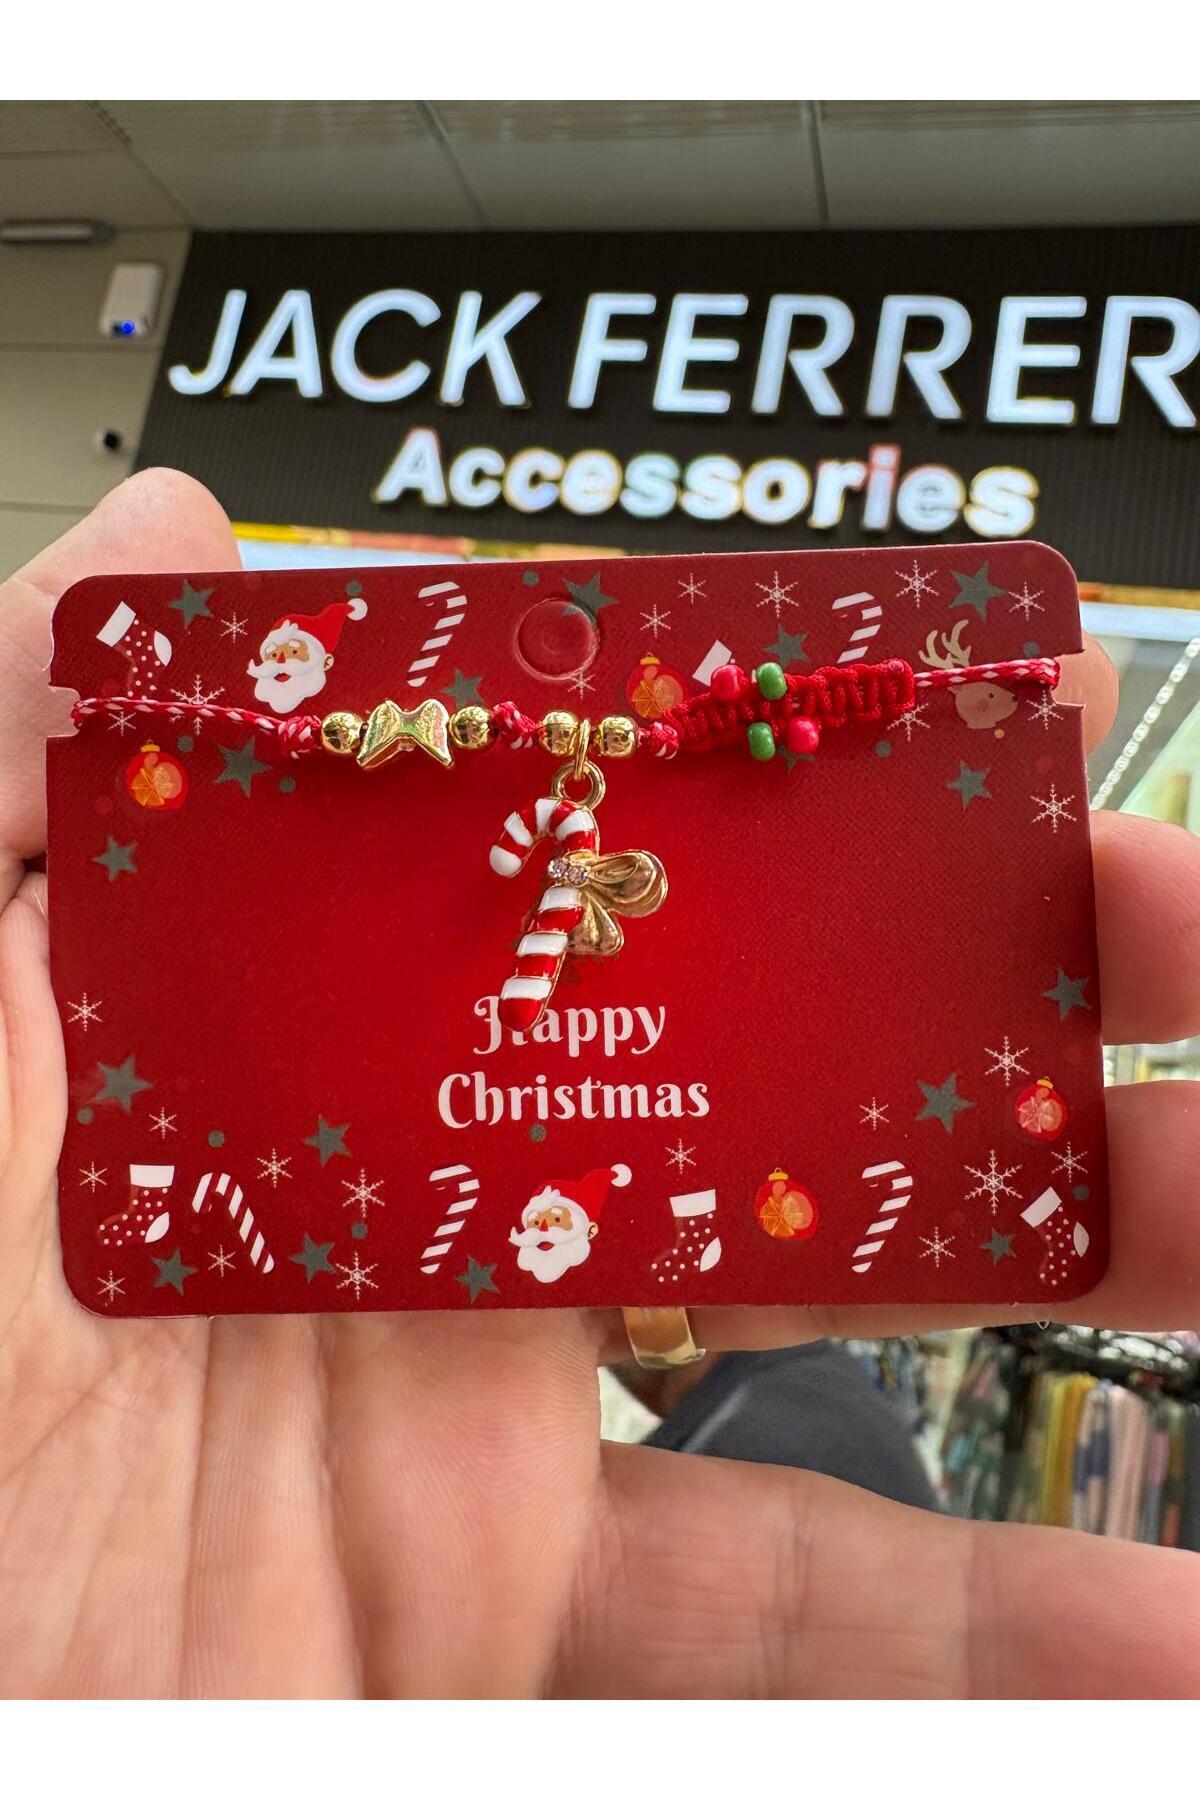 JACK FERRER
Accessories
Happy
Christmas